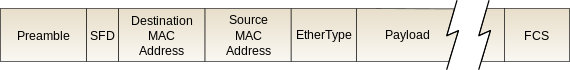 Preamble
SFD
Destination
MAC
Address
Source
MAC
Address
EtherType
Payload
FCS